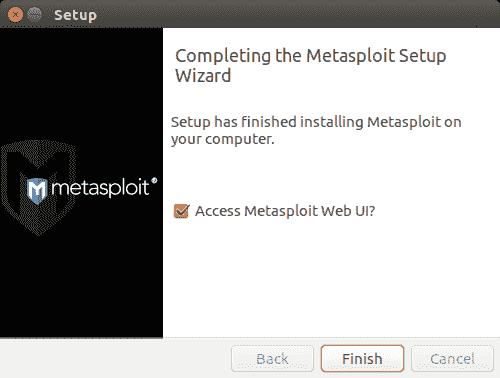 Setup
Completing the Metasploit Setup
Wizard
Setup has finished installing Metasploit on
your computer.
metasploit®
Access Metasploit Web UI?
Back
Finish
Cancel